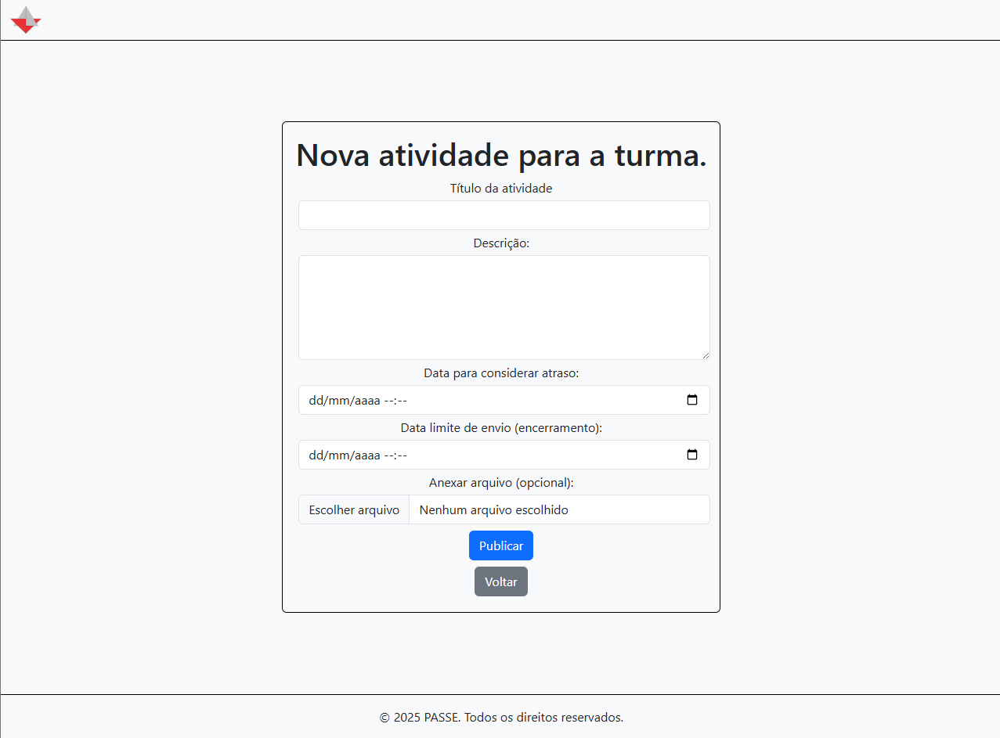 Nova atividade para a turma.
Título da atividade
Descrição:
Data para considerar atraso:
dd/mm/aaaa --:--
Data limite de envio (encerramento):
dd/mm/aaaa --:--
Anexar arquivo (opcional):
Escolher arquivo Nenhum arquivo escolhido
Publicar
Voltar
© 2025 PASSE. Todos os direitos reservados.